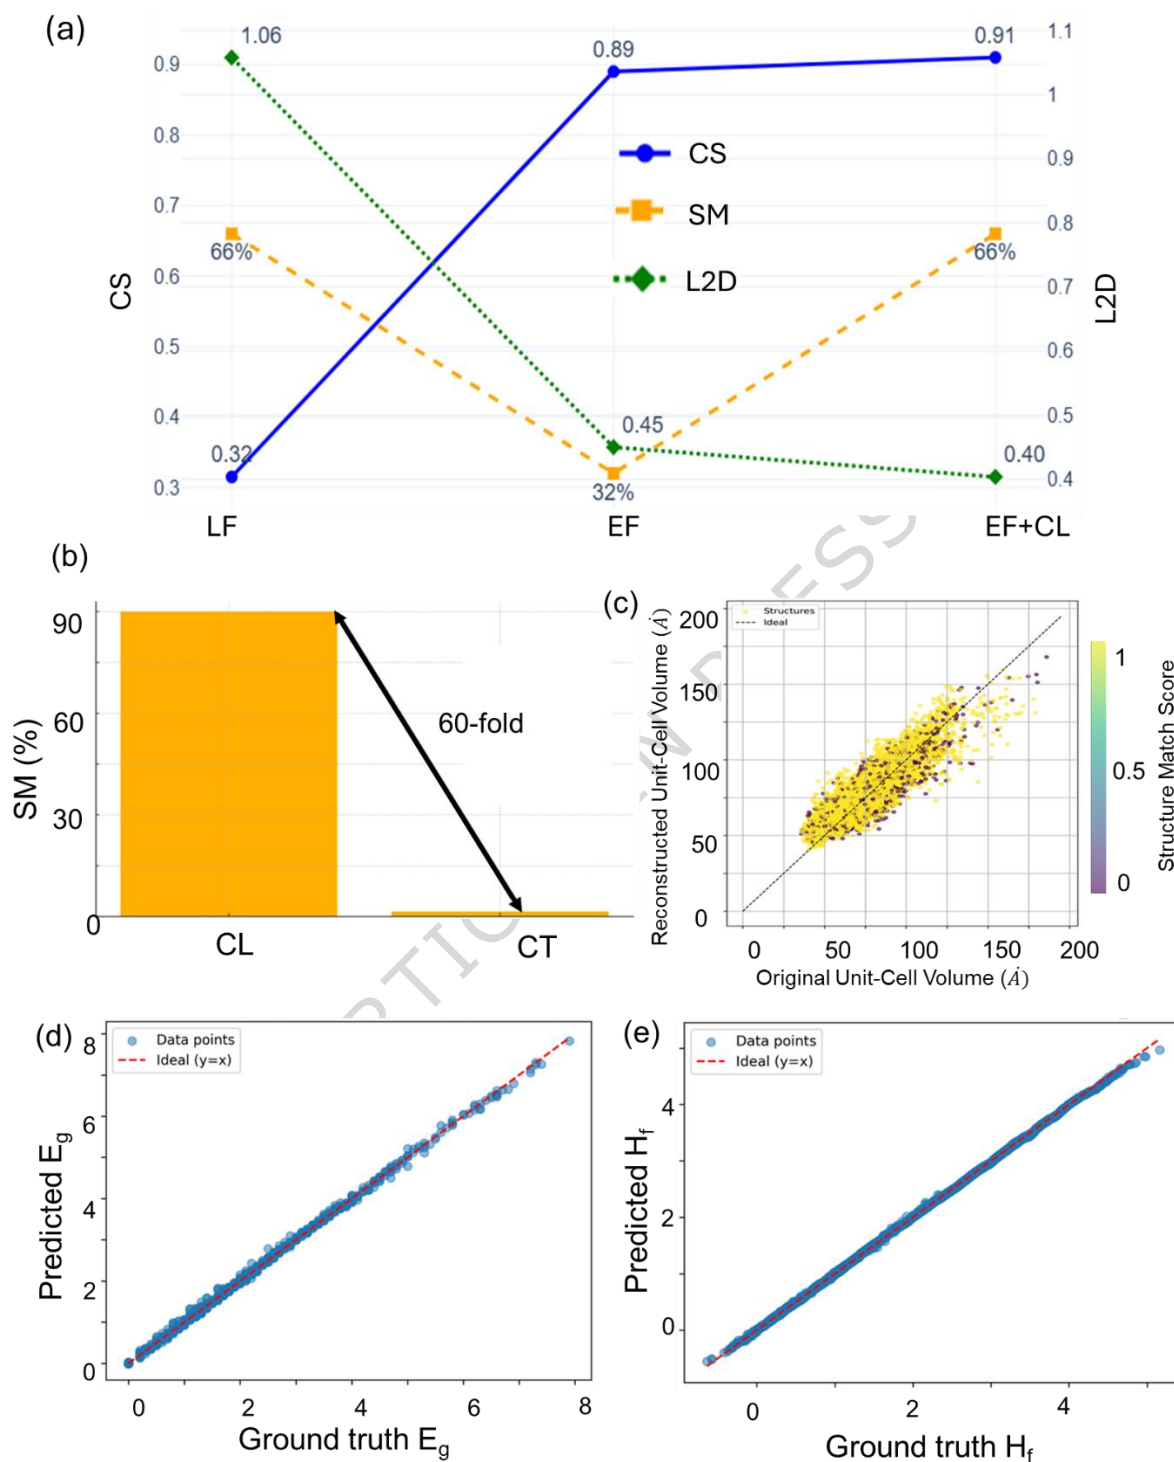 (a)
1.06
0.89
0.91
1.1
0.9
1
0.8
CS
0.9
0.7
SM
0.8
66%
66%
0.6
L2D
0.7
CS
L2D
0.5
0.6
0.4
0.45
0.5
0.32
0.40
0.3
32%
0.4
LF
EF
EF+CL
(b)
90
60
30
0
SM (%)
60-fold
CL
CT
(c)
Structures
Ideal
200
150
100
50
0
Reconstructed Unit-Cell Volume (Å)
0
50
100
150
200
Original Unit-Cell Volume (Å)
1
0.5
0
Structure Match Score
(d)
Data points
Ideal (y=x)
8
6
4
2
0
Predicted Eg
0
2
4
6
8
Ground truth Eg
(e)
Data points
Ideal (y=x)
4
2
0
Predicted Hf
0
2
4
Ground truth Hf